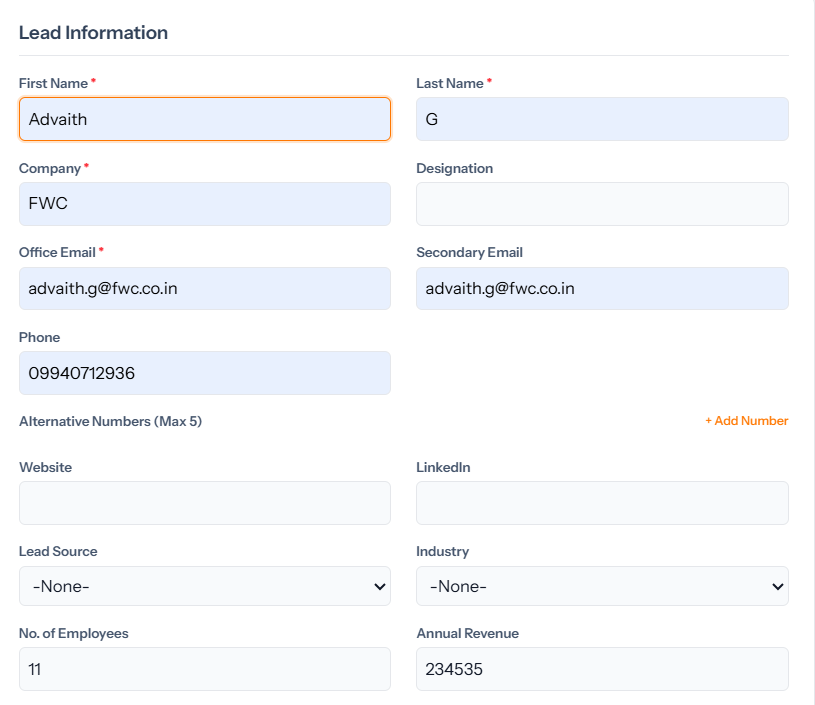 Lead Information
First Name *
Last Name *
Advaith
G
Company *
Designation
FWC
Office Email *
Secondary Email
advaith.g@fwc.co.in
advaith.g@fwc.co.in
Phone
09940712936
Alternative Numbers (Max 5)
+ Add Number
Website
LinkedIn
Lead Source
Industry
-None-
-None-
No. of Employees
Annual Revenue
11
234535